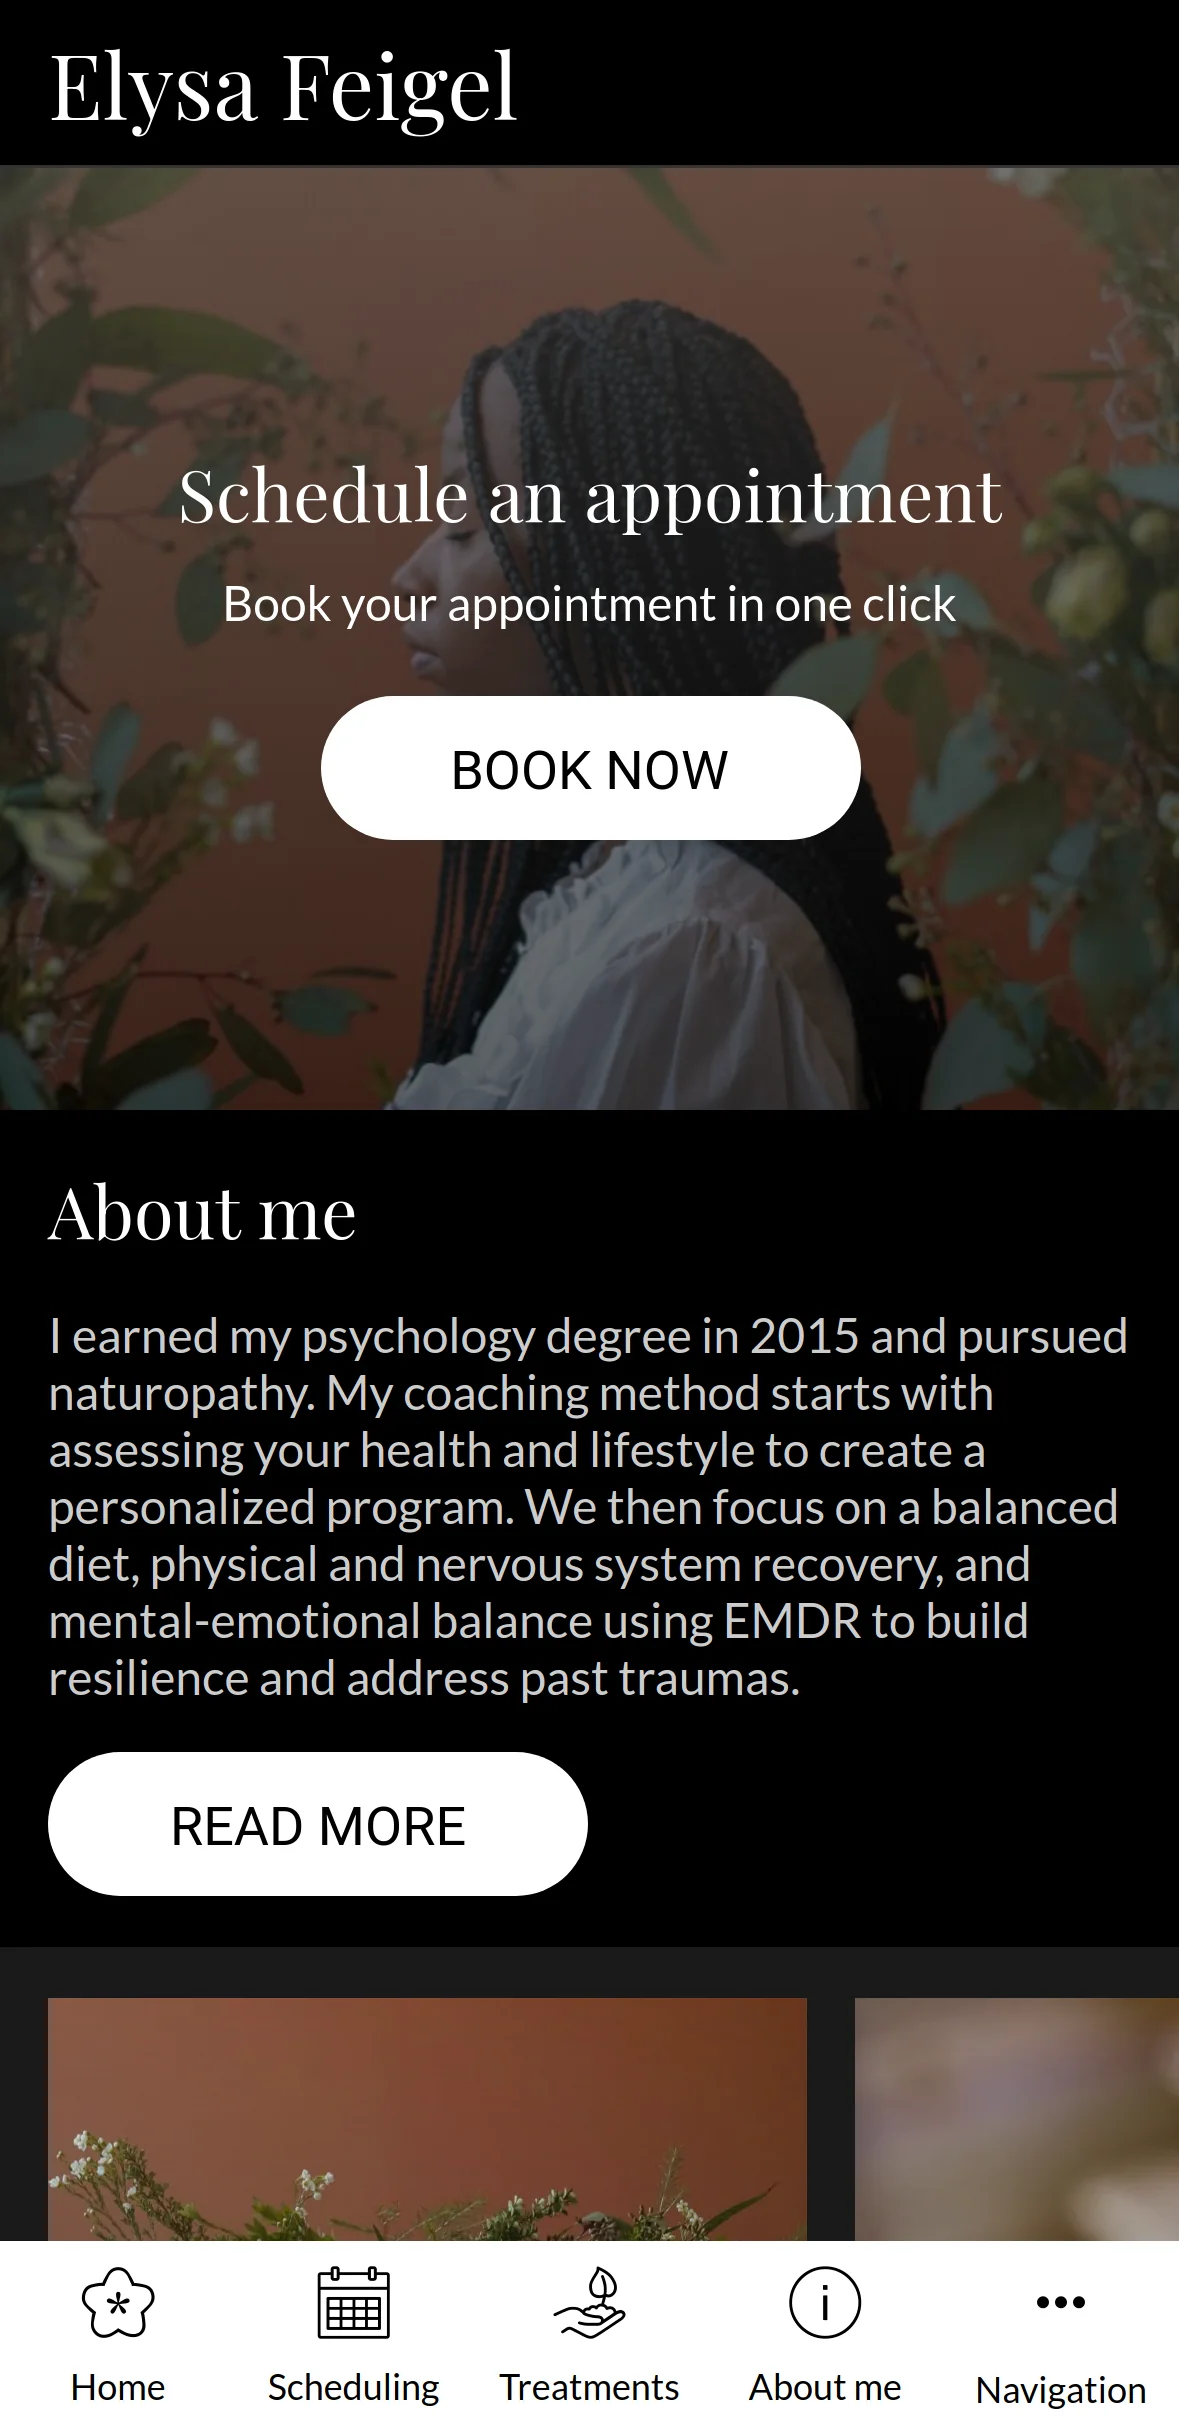 Elysa Feigel
Schedule an appointment
Book your appointment in one click
BOOK NOW
About me
I earned my psychology degree in 2015 and pursued
naturopathy. My coaching method starts with
assessing your health and lifestyle to create a
personalized program. We then focus on a balanced
diet, physical and nervous system recovery, and
mental-emotional balance using EMDR to build
resilience and address past traumas.
READ MORE
Home
Scheduling
Treatments
About me
Navigation